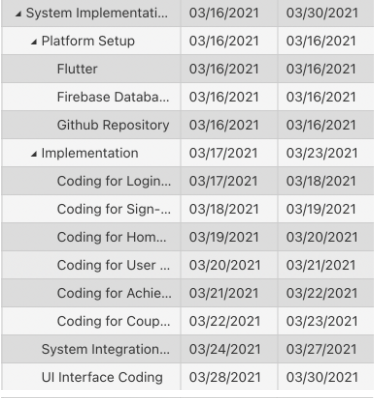 System Implementati... 03/16/2021 03/30/2021
Platform Setup 03/16/2021 03/16/2021
Flutter 03/16/2021 03/16/2021
Firebase Databa... 03/16/2021 03/16/2021
Github Repository 03/16/2021 03/16/2021
Implementation 03/17/2021 03/23/2021
Coding for Login... 03/17/2021 03/18/2021
Coding for Sign-... 03/18/2021 03/19/2021
Coding for Hom... 03/19/2021 03/20/2021
Coding for User ... 03/20/2021 03/21/2021
Coding for Achie... 03/21/2021 03/22/2021
Coding for Coup... 03/22/2021 03/23/2021
System Integration... 03/24/2021 03/27/2021
UI Interface Coding 03/28/2021 03/30/2021